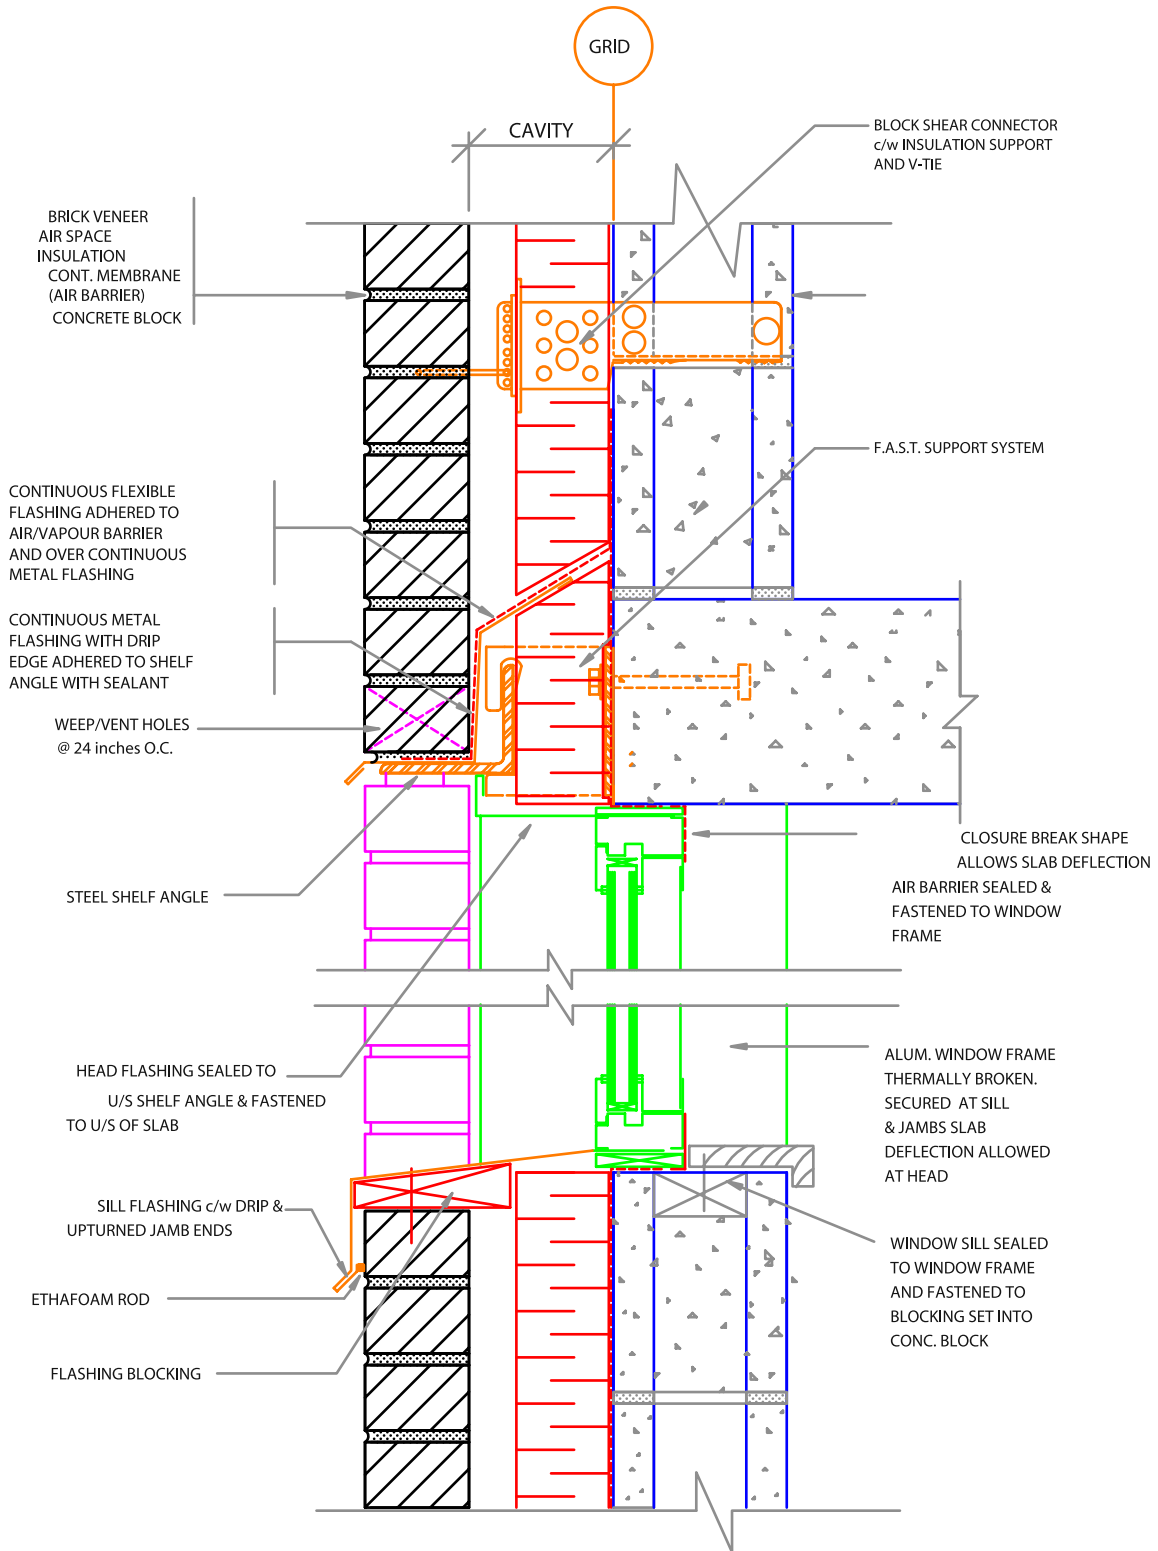 GRID
CAVITY
BLOCK SHEAR CONNECTOR
c/w INSULATION SUPPORT
AND V-TIE
BRICK VENEER
AIR SPACE
INSULATION
CONT. MEMBRANE
(AIR BARRIER)
CONCRETE BLOCK
F.A.S.T. SUPPORT SYSTEM
CONTINUOUS FLEXIBLE
FLASHING ADHERED TO
AIR/VAPOUR BARRIER
AND OVER CONTINUOUS
METAL FLASHING
CONTINUOUS METAL
FLASHING WITH DRIP
EDGE ADHERED TO SHELF
ANGLE WITH SEALANT
WEEP/VENT HOLES
@ 24 inches O.C.
STEEL SHELF ANGLE
CLOSURE BREAK SHAPE
ALLOWS SLAB DEFLECTION
AIR BARRIER SEALED &
FASTENED TO WINDOW
FRAME
HEAD FLASHING SEALED TO
U/S SHELF ANGLE & FASTENED
TO U/S OF SLAB
ALUM. WINDOW FRAME
THERMALLY BROKEN.
SECURED AT SILL
& JAMBS SLAB
DEFLECTION ALLOWED
AT HEAD
SILL FLASHING c/w DRIP &
UPTURNED JAMB ENDS
ETHAFOAM ROD
FLASHING BLOCKING
WINDOW SILL SEALED
TO WINDOW FRAME
AND FASTENED TO
BLOCKING SET INTO
CONC. BLOCK